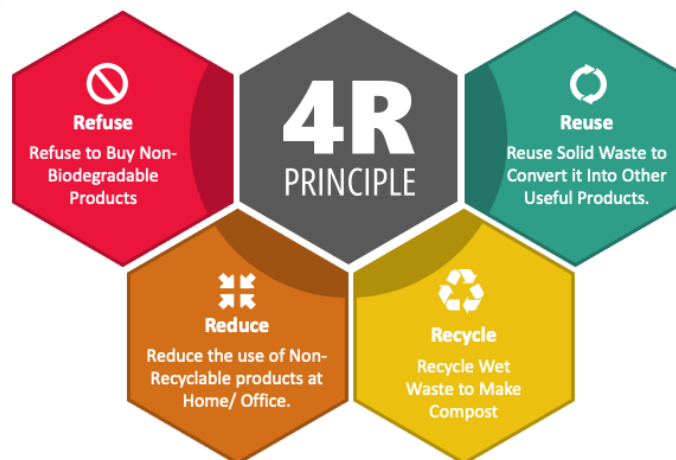 4R
PRINCIPLE
Refuse
Refuse to Buy Non-
Biodegradable
Products
Reduce
Reduce the use of Non-
Recyclable products at
Home/ Office.
Recycle
Recycle Wet
Waste to Make
Compost
Reuse
Reuse Solid Waste to
Convert it Into Other
Useful Products.